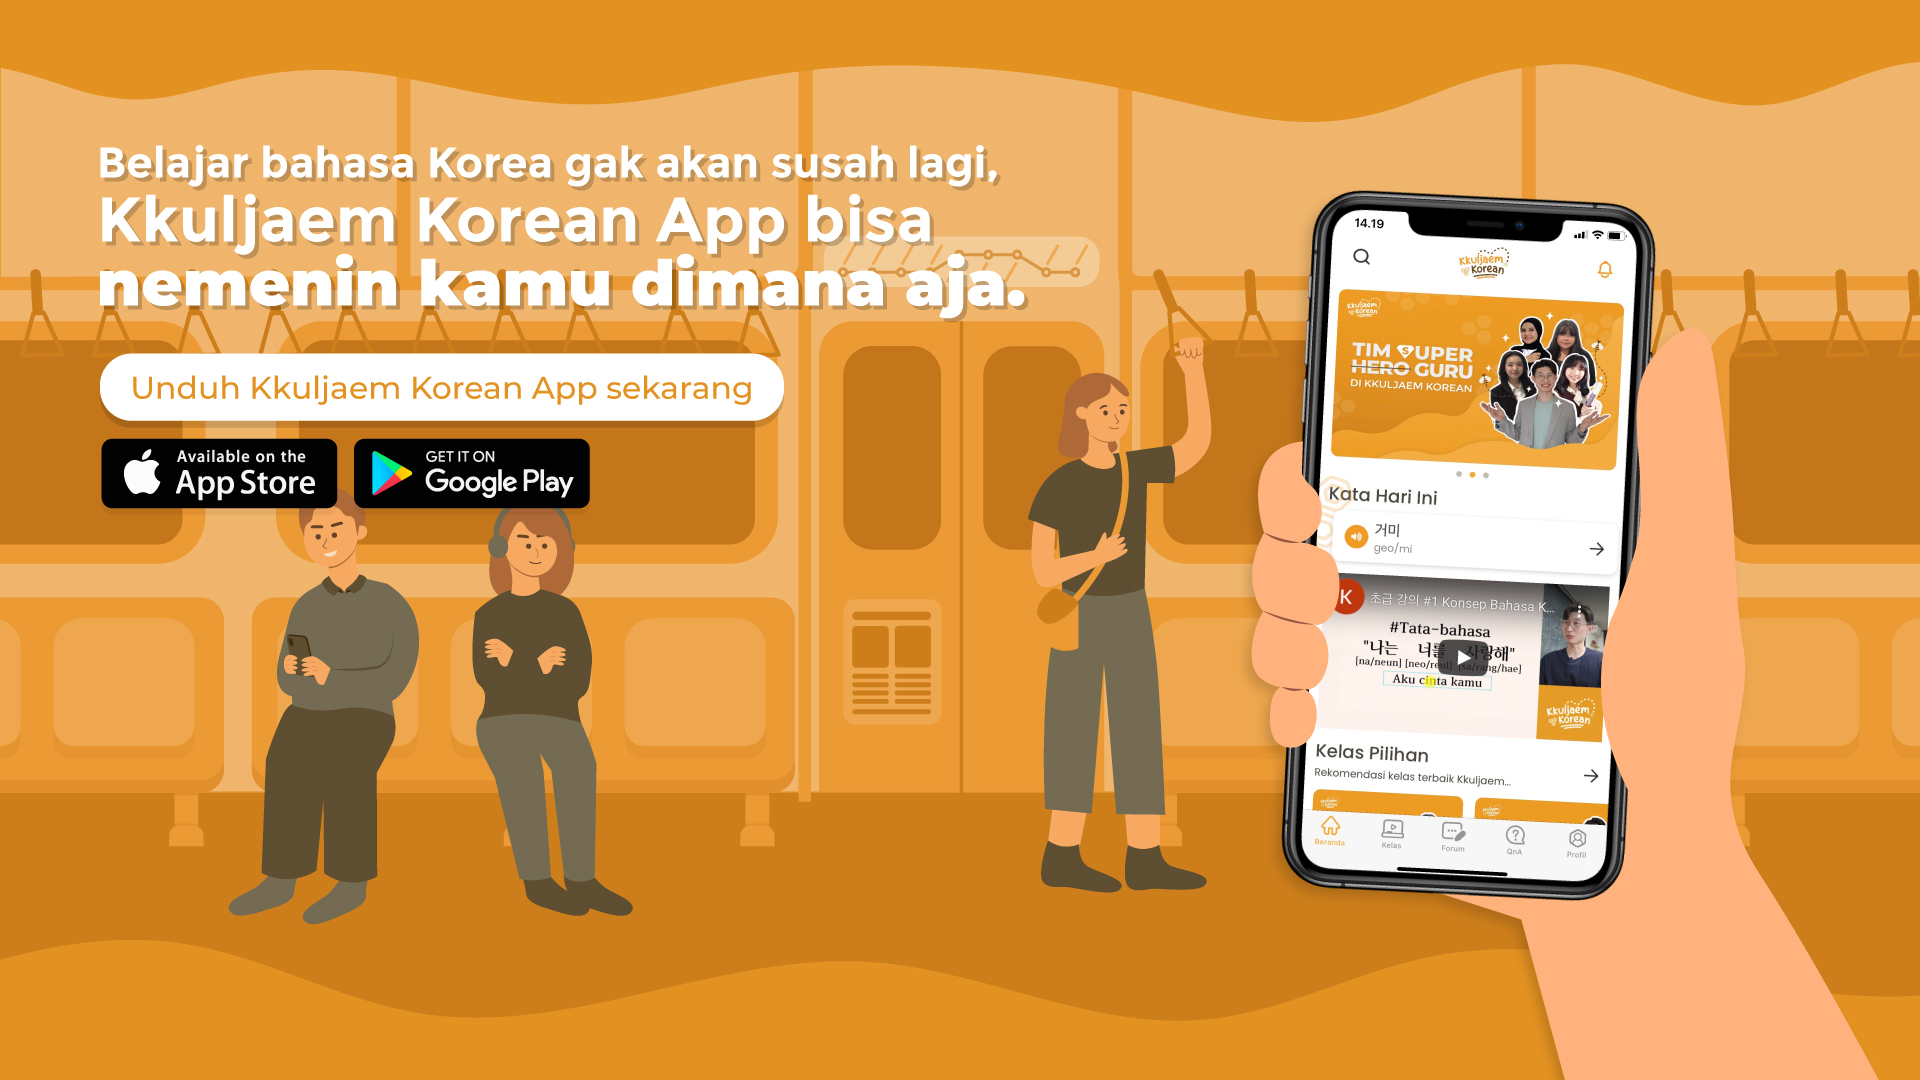 Belajar bahasa Korea gak akan susah lagi,
Kkuljaem Korean App bisa
nemenin kamu dimana aja.
Unduh Kkuljaem Korean App sekarang
Available on the
App Store
GET IT ON
Google Play
14.19
Kkuljaem
Korean
Kkuljaem
Korean
TIM SUPER
HERO GURU
DI KKULJAEM KOREAN
Kata Hari Ini
거미
geo/mi
K
초급 강의 #1 Konsep Bahasa K...
#Tata-bahasa
"나는 너를 사랑해"
[na/neun] [neo/reul] [sa/rang/hae]
Aku cinta kamu
Kkuljaem
Korean
Kelas Pilihan
Rekomendasi kelas terbaik Kkuljaem...
Beranda
Kelas
Forum
QnA
Profil